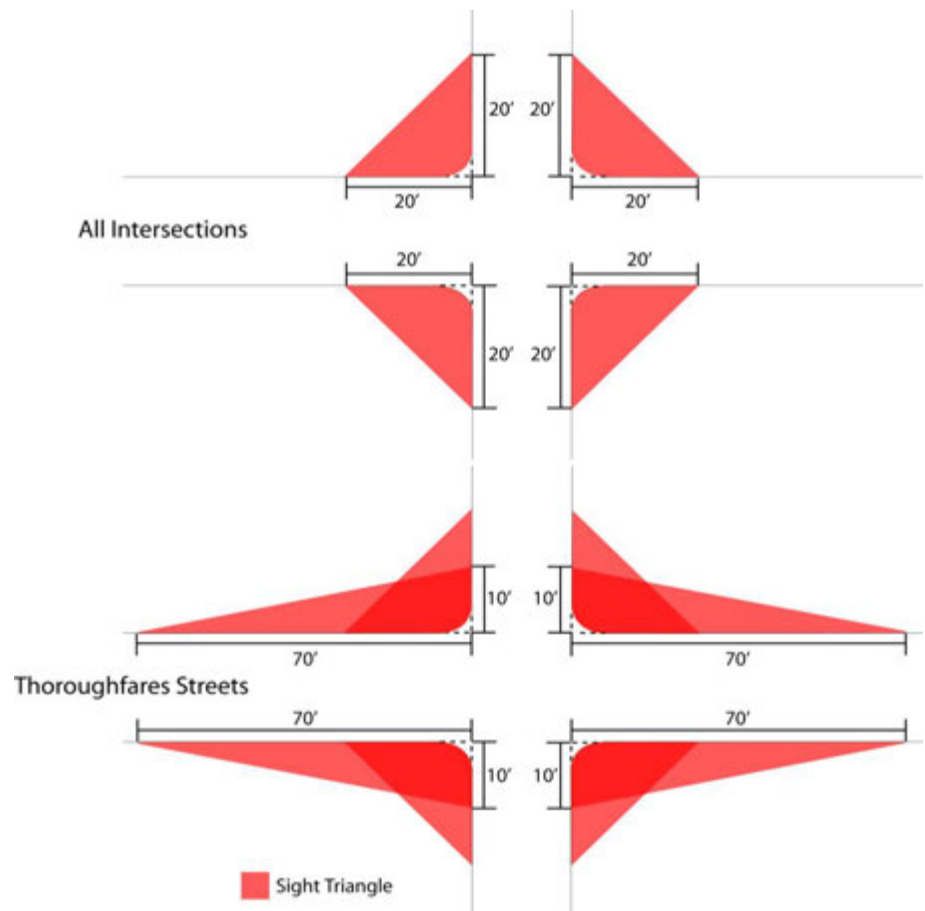 20’ 20’
20’ 20’
All Intersections
20’ 20’
20’ 20’
10’ 10’
70’ 70’
Thoroughfares Streets
70’ 70’
10’ 10’
Sight Triangle